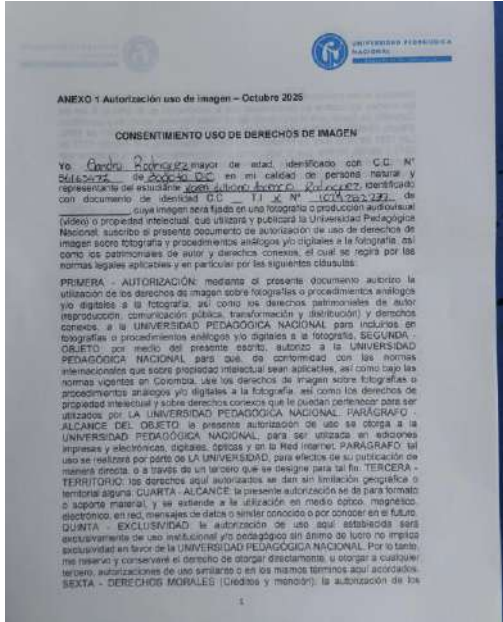 UNIVERSIDAD PEDAGÓGICA
NACIONAL
ANEXO 1 Autorización uso de imagen – Octubre 2025
CONSENTIMIENTO USO DE DERECHOS DE IMAGEN
Yo Rodriguez mayor de edad, identificado con C.C. N°
de Bogotá D.C en mi calidad de persona natural y
representante del estudiante Rodriguez identificado
con documento de identidad C.C __ T.I X N° de
cuya imagen será fijada en una fotografía o producción audiovisual
(video) o propiedad intelectual, que utilizará y publicará la Universidad Pedagógica
Nacional, suscribo el presente documento de autorización de uso de derechos de
imagen sobre fotografía y procedimientos análogos y/o digitales a la fotografía, así
como los patrimoniales de autor y derechos conexos, el cual se regirá por las
normas legales aplicables y en particular por las siguientes cláusulas:
PRIMERA - AUTORIZACIÓN: mediante el presente documento autorizo la
utilización de los derechos de imagen sobre fotografías o procedimientos análogos
y/o digitales a la fotografía, así como los derechos patrimoniales de autor
(reproducción, comunicación pública, transformación y distribución) y derechos
conexos, a la UNIVERSIDAD PEDAGÓGICA NACIONAL para incluirlos en
fotografías o procedimientos análogos y/o digitales a la fotografía. SEGUNDA -
OBJETO: por medio del presente escrito, autorizo a la UNIVERSIDAD
PEDAGÓGICA NACIONAL para que, de conformidad con las normas
internacionales que sobre propiedad intelectual sean aplicables, así como bajo las
normas vigentes en Colombia, use los derechos de imagen sobre fotografías o
procedimientos análogos y/o digitales a la fotografía, así como los derechos de
propiedad intelectual y sobre derechos conexos que le puedan pertenecer para ser
utilizados por LA UNIVERSIDAD PEDAGÓGICA NACIONAL. PARÁGRAFO -
ALCANCE DEL OBJETO: la presente autorización de uso se otorga a la
UNIVERSIDAD PEDAGÓGICA NACIONAL, para ser utilizada en ediciones
impresas y electrónicas, digitales, ópticas y en la Red Internet. PARÁGRAFO: tal
uso se realizará por parte de LA UNIVERSIDAD, para efectos de su publicación de
manera directa, o a través de un tercero que se designe para tal fin. TERCERA -
TERRITORIO: los derechos aquí autorizados se dan sin limitación geográfica o
territorial alguna. CUARTA - ALCANCE: la presente autorización se da para formato
o soporte material, y se extiende a la utilización en medio óptico, magnético,
electrónico, en red, mensajes de datos o similar conocidos o por conocer en el futuro.
QUINTA - EXCLUSIVIDAD: la autorización de uso aquí establecida será
exclusivamente de uso institucional y/o pedagógico sin ánimo de lucro no implica
exclusividad en favor de la UNIVERSIDAD PEDAGÓGICA NACIONAL. Por lo tanto,
me reservo y conservaré el derecho de otorgar directamente, u otorgar a cualquier
tercero, autorizaciones de uso similares o en los mismos términos aquí acordados.
SEXTA - DERECHOS MORALES (Créditos y mención): la autorización de los
1